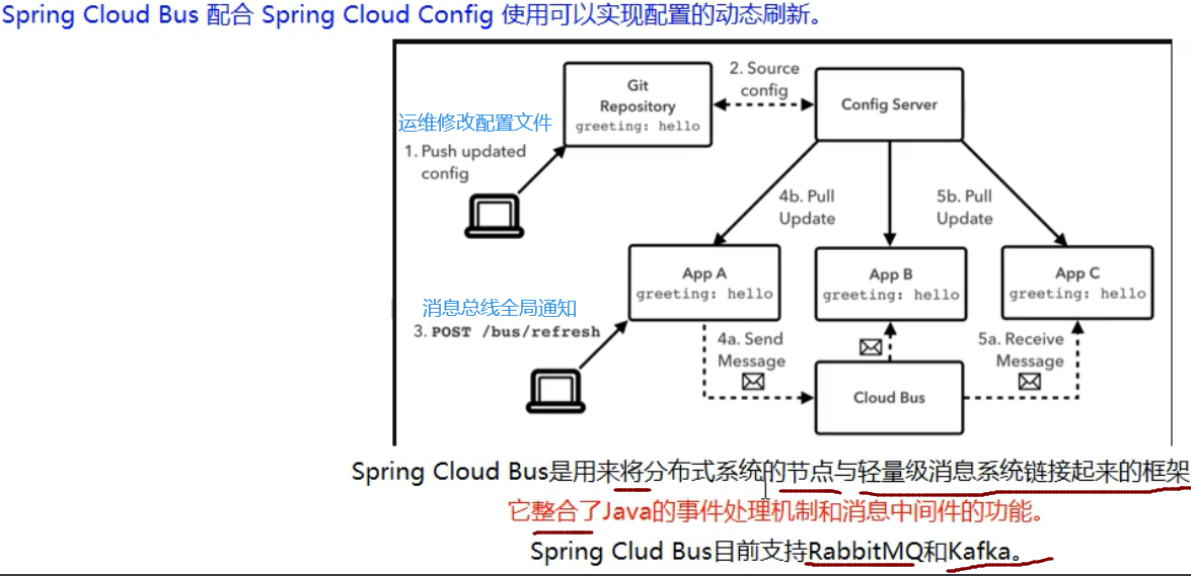 Spring Cloud Bus 配合 Spring Cloud Config 使用可以实现配置的动态刷新。
Git
Repository
greeting: hello
2. Source
config
Config Server
运维修改配置文件
1. Push updated
config
4b. Pull
Update
5b. Pull
Update
App A
greeting: hello
App B
greeting: hello
App C
greeting: hello
消息总线全局通知
3. POST /bus/refresh
4a. Send
Message
5a. Receive
Message
Cloud Bus
Spring Cloud Bus是用来将分布式系统的节点与轻量级消息系统链接起来的框架
它整合了Java的事件处理机制和消息中间件的功能。
Spring Clud Bus目前支持RabbitMQ和Kafka。